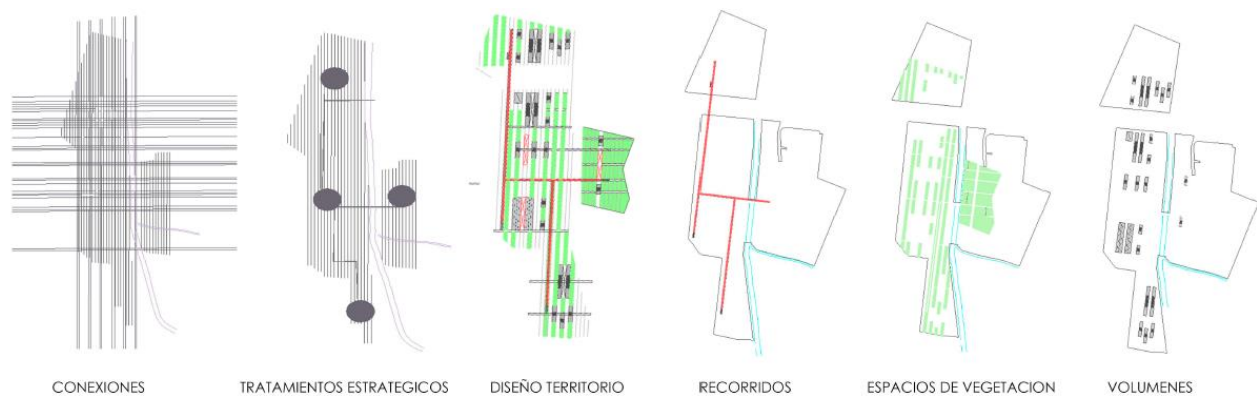 CONEXIONES
TRATAMIENTOS ESTRATEGICOS
DISEÑO TERRITORIO
RECORRIDOS
ESPACIOS DE VEGETACION
VOLUMENES